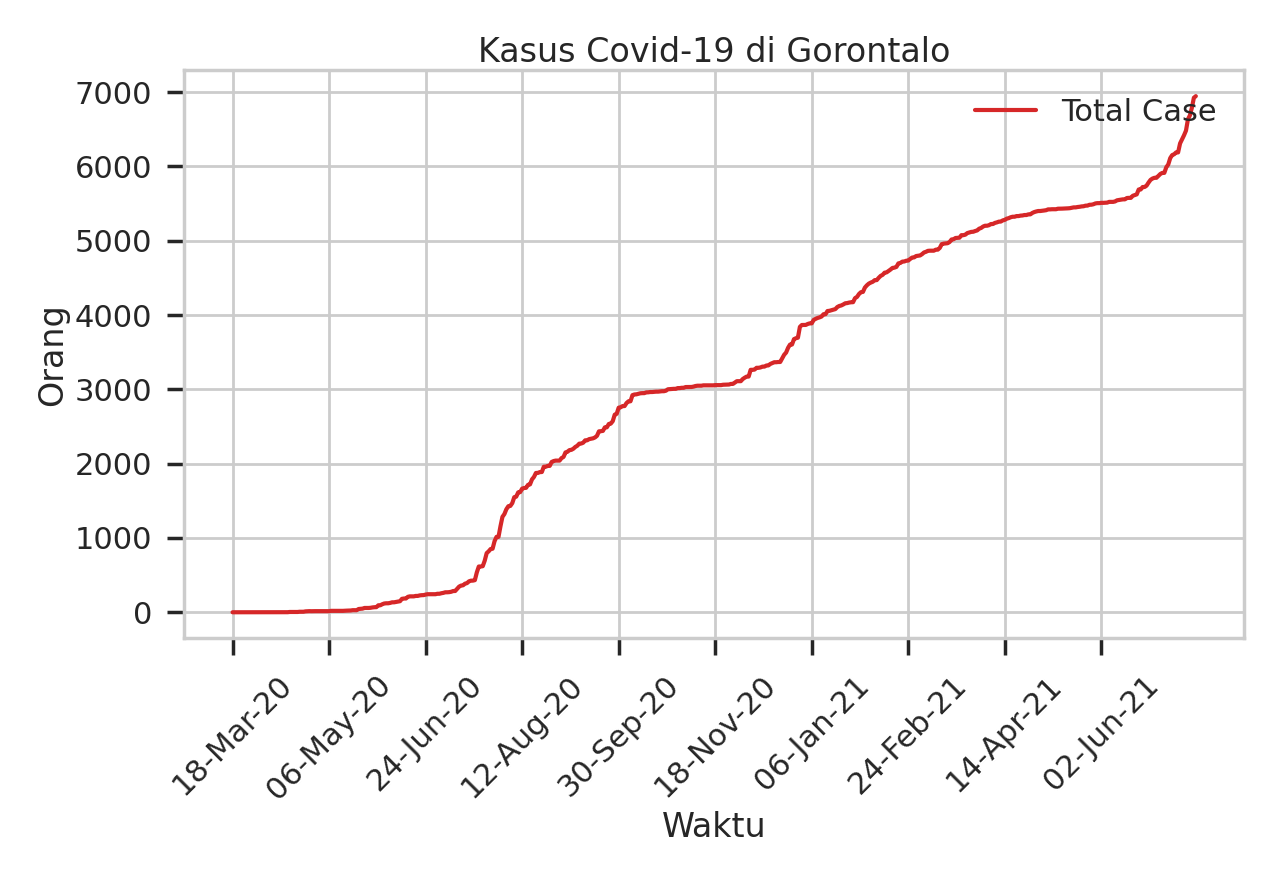 Kasus Covid-19 di Gorontalo
Total Case
Orang
7000
6000
5000
4000
3000
2000
1000
0
18-Mar-20
06-May-20
24-Jun-20
12-Aug-20
30-Sep-20
18-Nov-20
06-Jan-21
24-Feb-21
14-Apr-21
02-Jun-21
Waktu